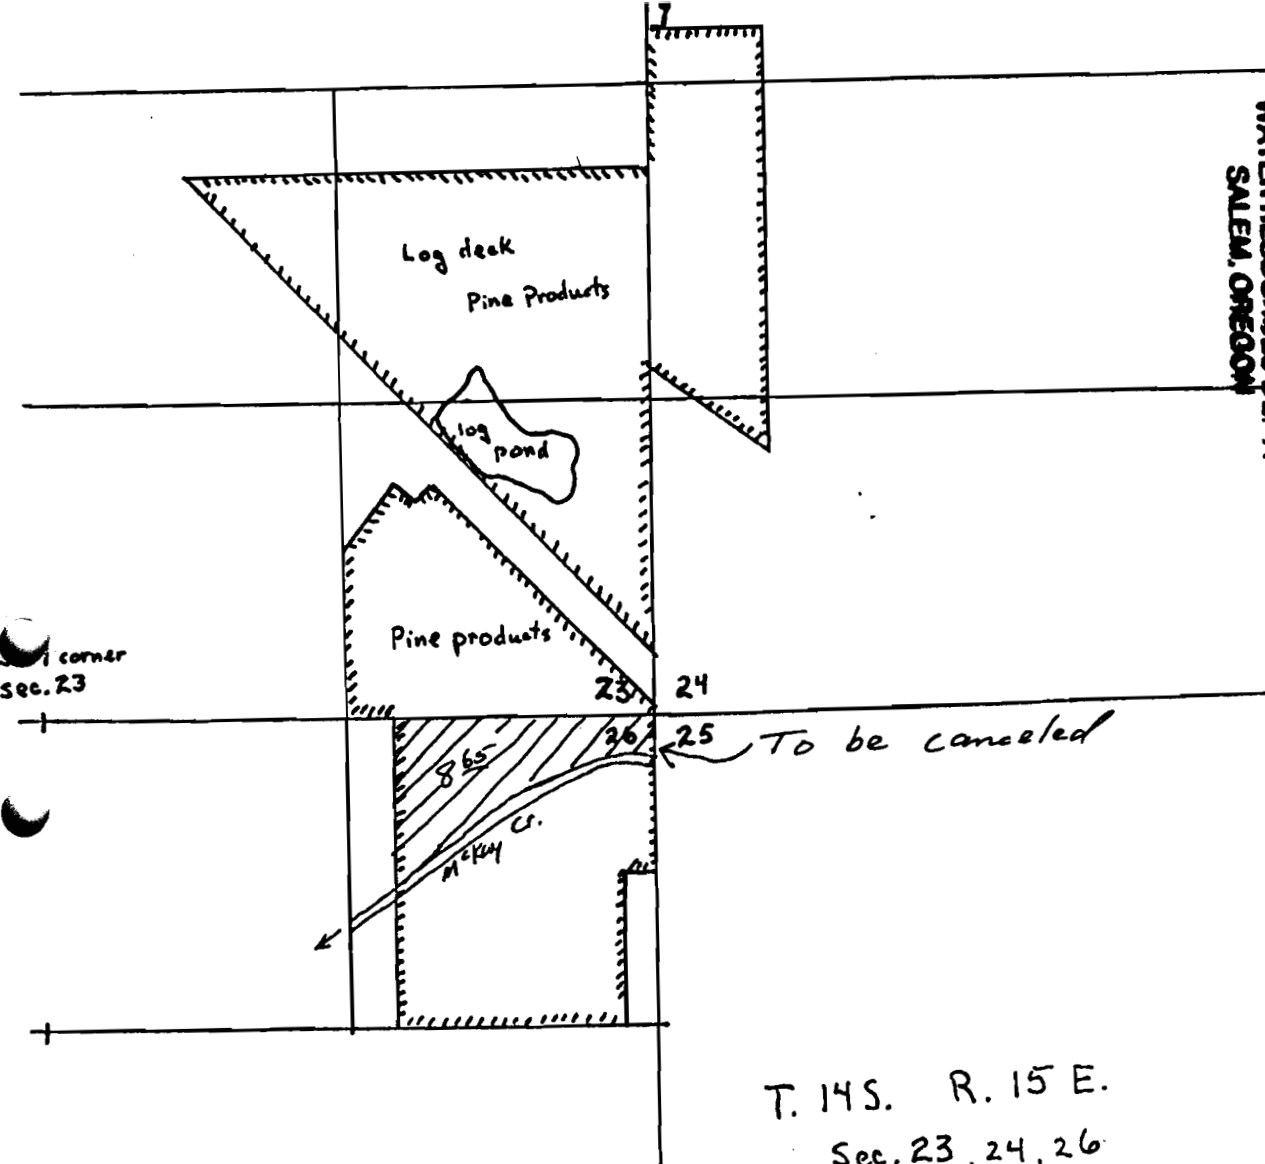 Log deck
Pine Products
log
pond
Pine products
corner
sec. 23
23
24
26
25
To be canceled
8 65
McKay Cr.
SALEM, OREGON
T. 14 S. R. 15 E.
Sec. 23, 24, 26